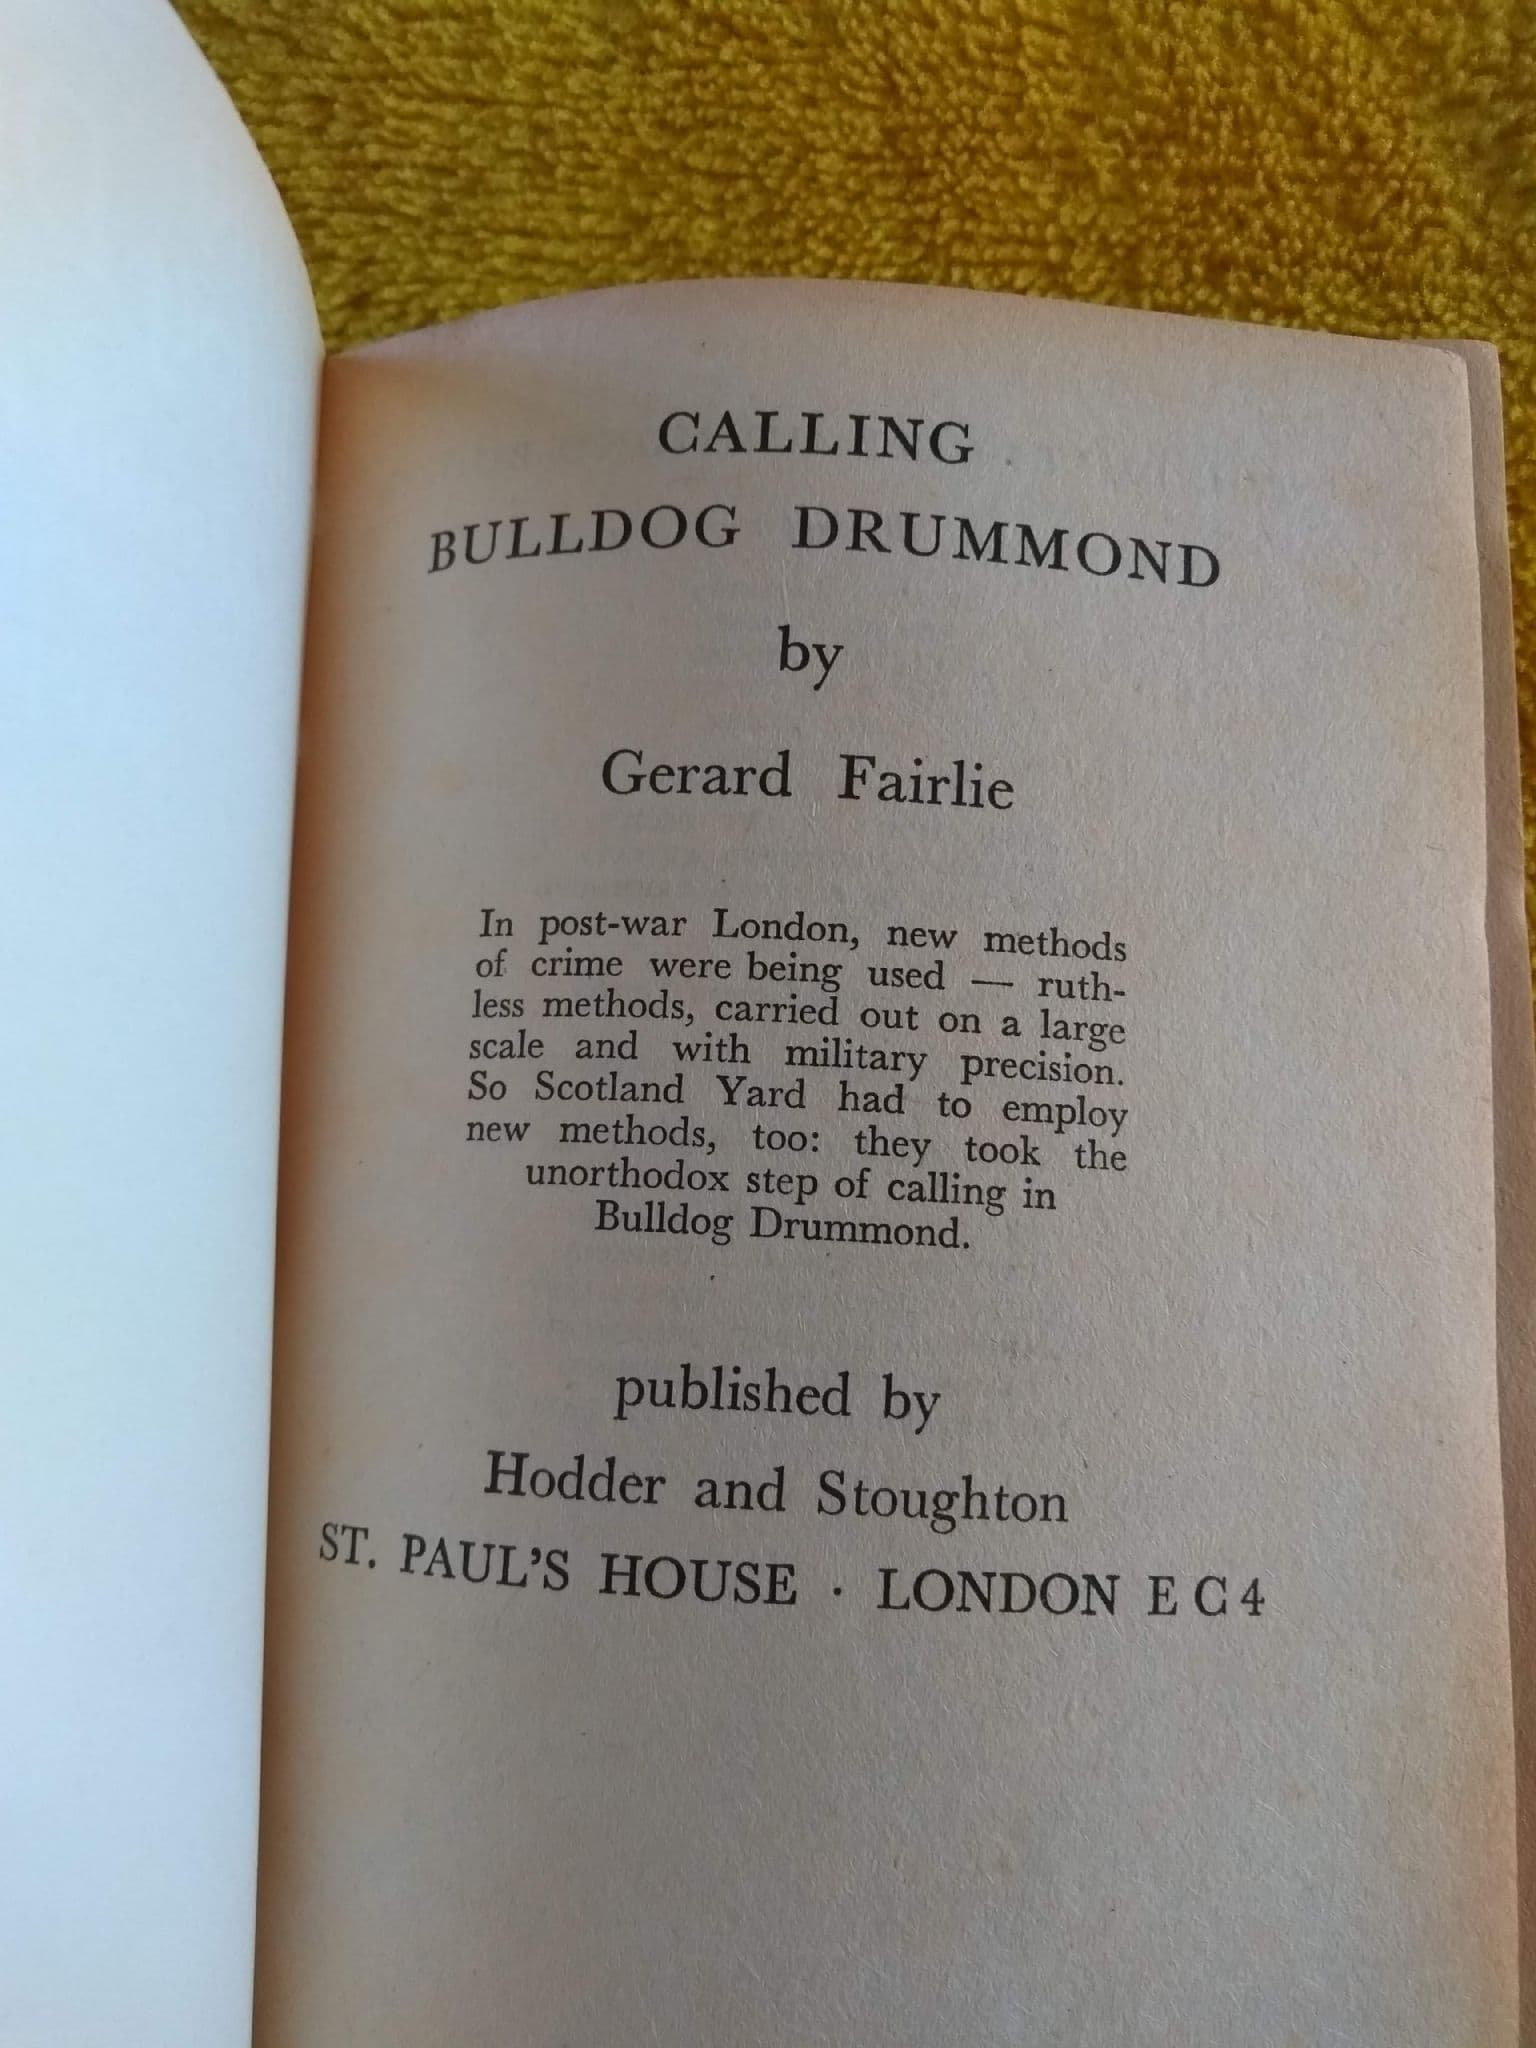 CALLING
BULLDOG DRUMMOND
by
Gerard Fairlie
In post-war London, new methods
of crime were being used — ruth-
less methods, carried out on a large
scale and with military precision.
So Scotland Yard had to employ
new methods, too: they took the
unorthodox step of calling in
Bulldog Drummond.
published by
Hodder and Stoughton
ST. PAUL'S HOUSE · LONDON E C 4